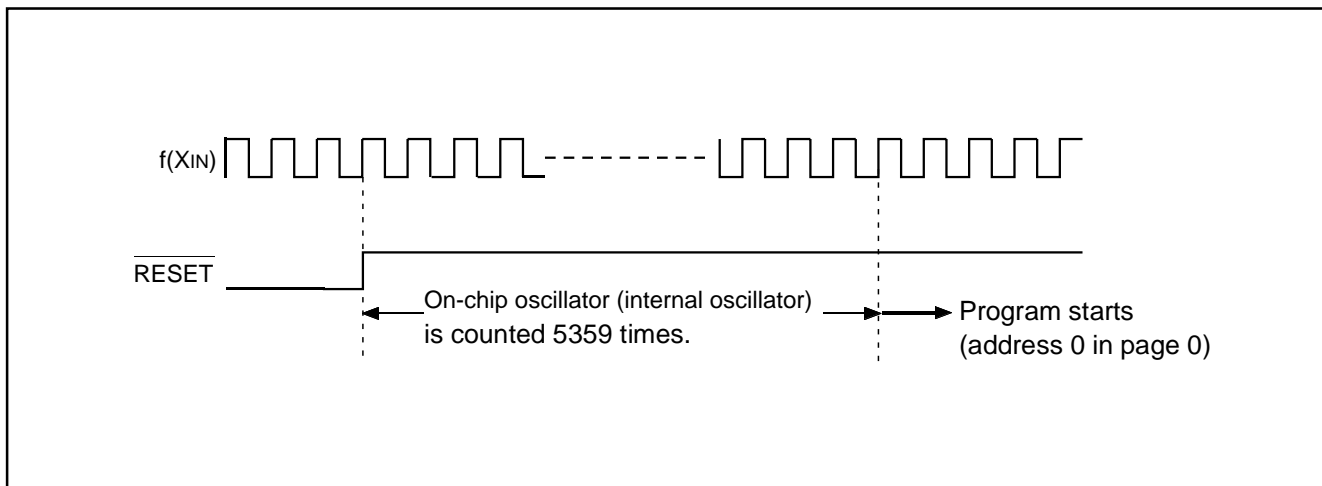 f(XIN)
RESET
On-chip oscillator (internal oscillator)
is counted 5359 times.
Program starts
(address 0 in page 0)